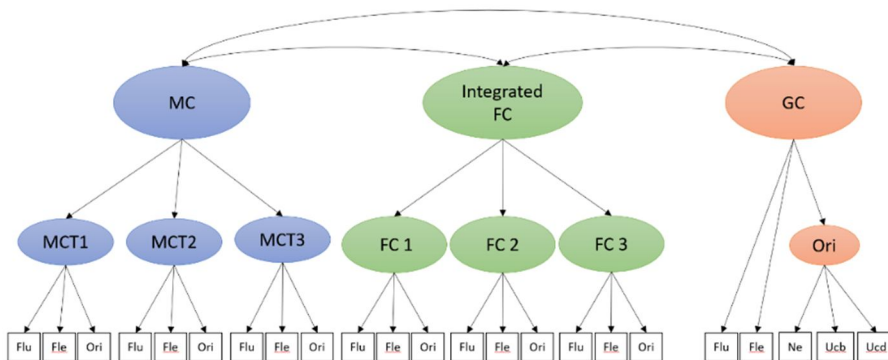 MC
Integrated
FC
GC
MCT1 MCT2 MCT3 FC 1 FC 2 FC 3 Ori
Flu Fle Ori Flu Fle Ori Flu Fle Ori Flu Fle Ori Flu Fle Ori Flu Fle Ori Flu Fle Ne Ucb Ucd